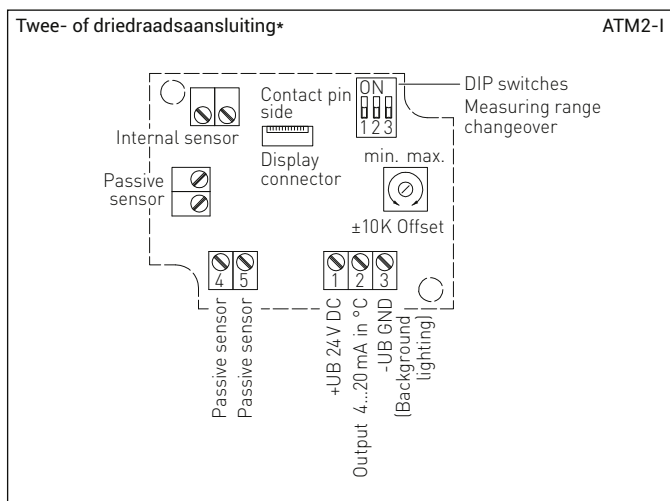 Twee- of driedraadsaansluiting*
ATM2-I
ON
1 2 3
DIP switches
Measuring range
changeover
Contact pin
side
Internal sensor
Display
connector
min. max.
Passive
sensor
±10K Offset
4 5
1 2 3
Passive sensor
Passive sensor
+UB 24 V DC
Output 4...20 mA in °C
-UB GND
(Background
lighting)